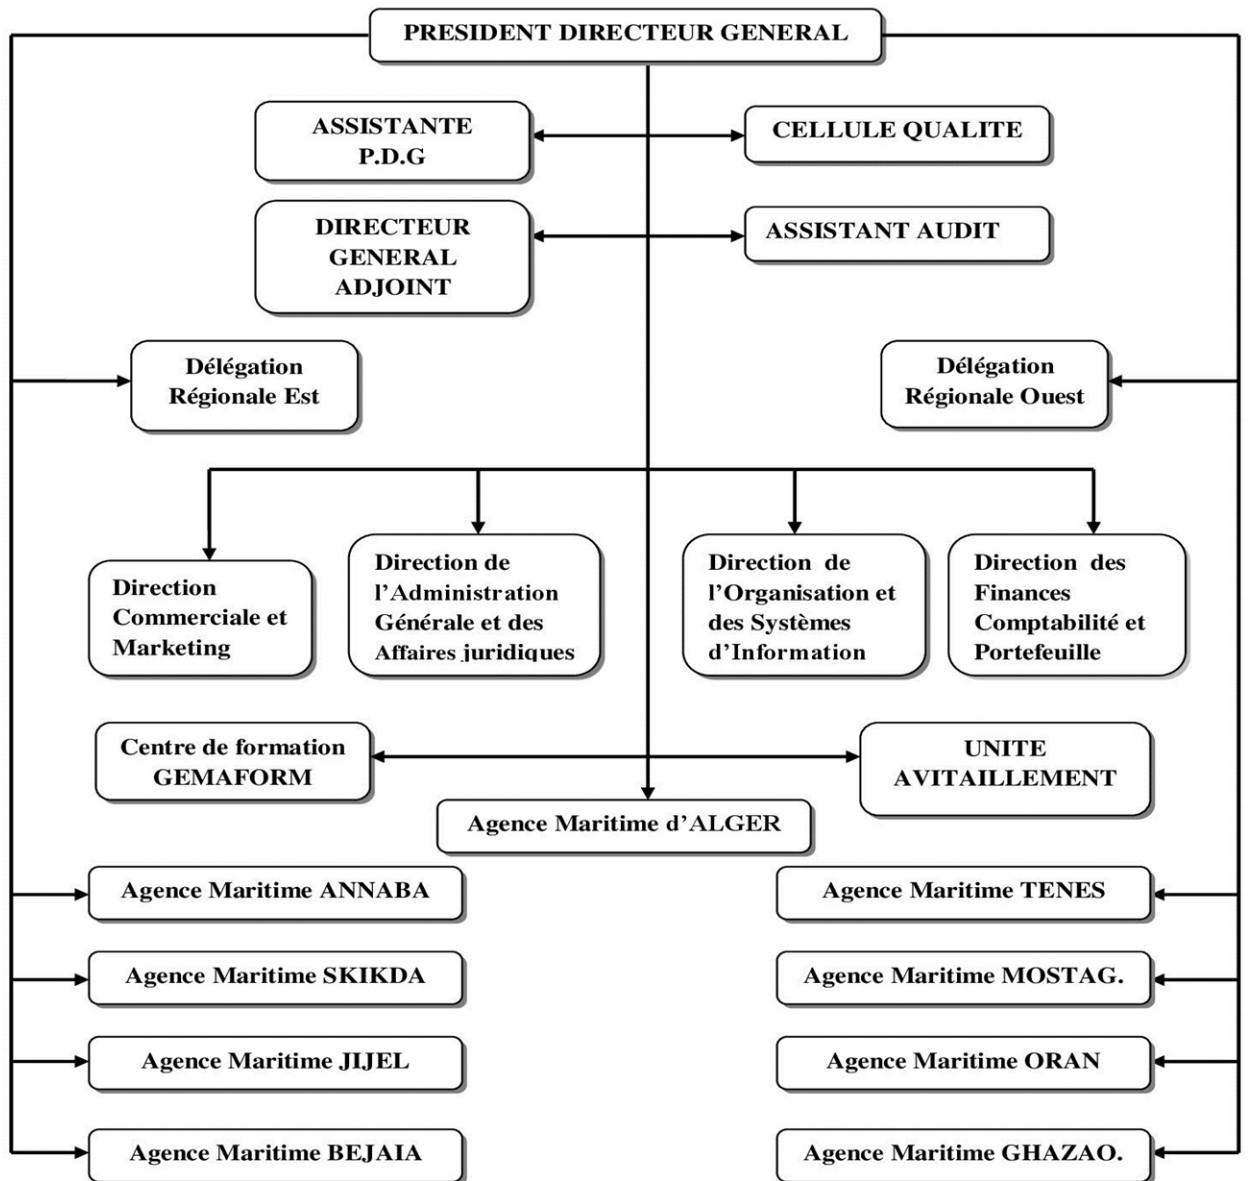 PRESIDENT DIRECTEUR GENERAL
ASSISTANTE
P.D.G
CELLULE QUALITE
DIRECTEUR
GENERAL
ADJOINT
ASSISTANT AUDIT
Délégation
Régionale Est
Délégation
Régionale Ouest
Direction
Commerciale et
Marketing
Direction de
l'Administration
Générale et des
Affaires juridiques
Direction de
l'Organisation et
des Systèmes
d'Information
Direction des
Finances
Comptabilité et
Portefeuille
Centre de formation
GEMAFORM
UNITE
AVITAILLEMENT
Agence Maritime d'ALGER
Agence Maritime ANNABA
Agence Maritime TENES
Agence Maritime SKIKDA
Agence Maritime MOSTAG.
Agence Maritime JIJEL
Agence Maritime ORAN
Agence Maritime BEJAIA
Agence Maritime GHAZAO.